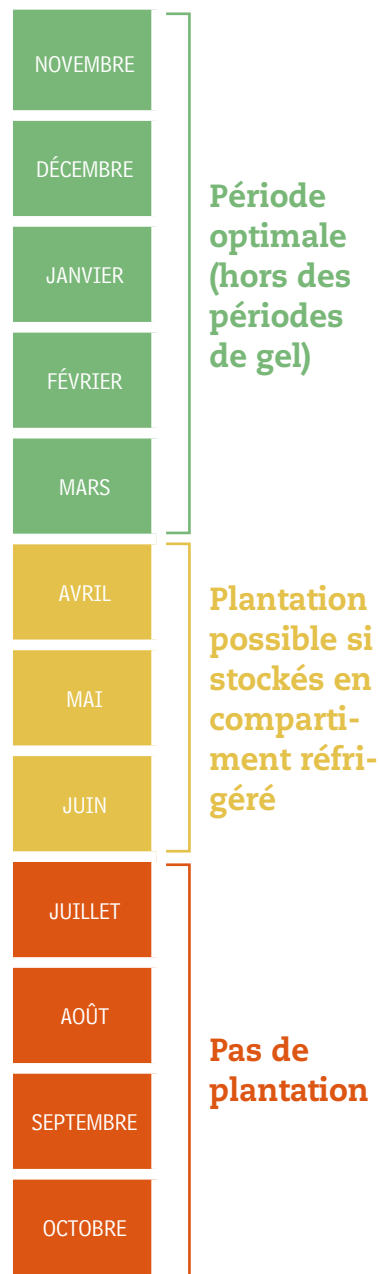 NOVEMBRE
DÉCEMBRE
JANVIER
FÉVRIER
MARS
Période
optimale
(hors des
périodes
de gel)
AVRIL
MAI
JUIN
Plantation
possible si
stockés en
comparti-
ment réfri-
géré
JUILLET
AOÛT
SEPTEMBRE
OCTOBRE
Pas de
plantation